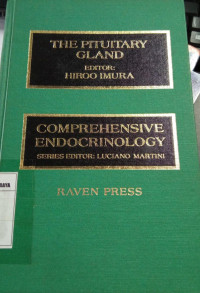 THE PITUITARY
GLAND
EDITOR:
HIROO IMURA
COMPREHENSIVE
ENDOCRINOLOGY
SERIES EDITOR: LUCIANO MARTINI
RAVEN PRESS